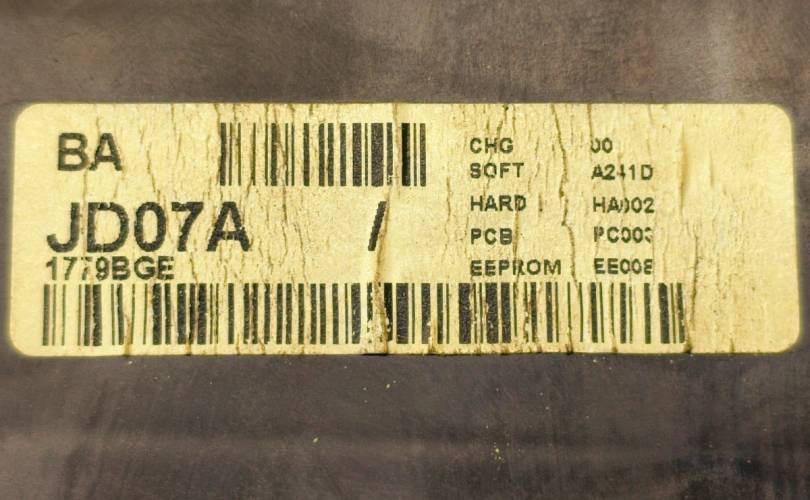 BA
JD07A /
1779BGE
CHG 00
SOFT A241D
HARD HA002
PCB PC003
EEPROM EE008